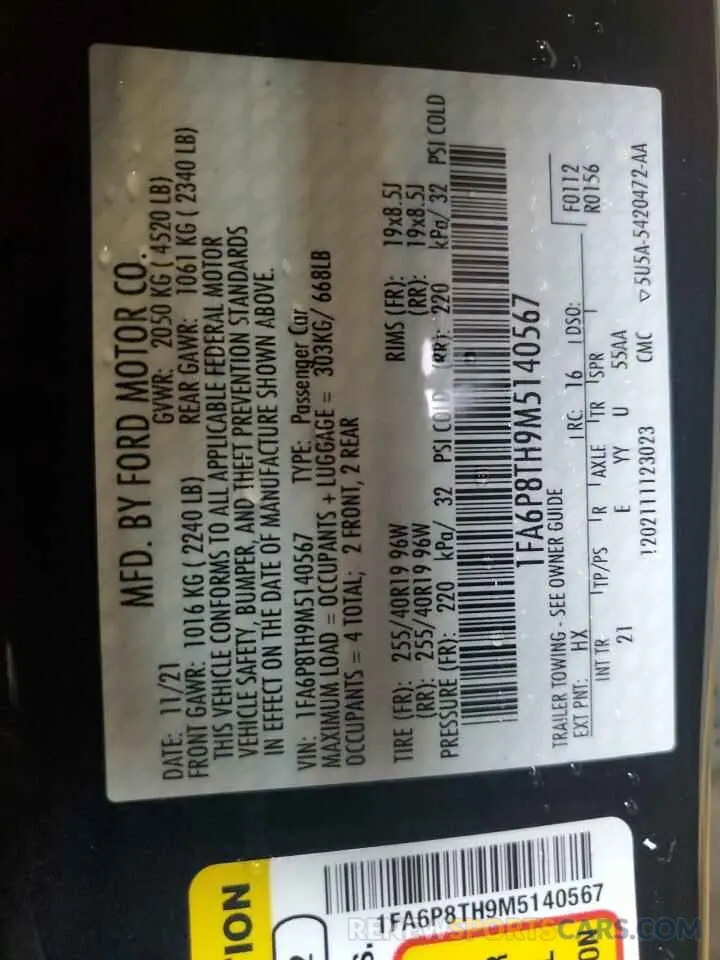 MFD. BY FORD MOTOR CO.
DATE: 11/21 GVWR: 2050 KG ( 4520 LB)
FRONT GAWR: 1016 KG ( 2240 LB) REAR GAWR: 1061 KG ( 2340 LB)
THIS VEHICLE CONFORMS TO ALL APPLICABLE FEDERAL MOTOR
VEHICLE SAFETY, BUMPER, AND THEFT PREVENTION STANDARDS
IN EFFECT ON THE DATE OF MANUFACTURE SHOWN ABOVE.
VIN: 1FA6P8TH9M5140567 TYPE: Passenger Car
MAXIMUM LOAD = OCCUPANTS + LUGGAGE = 303KG/ 668LB
OCCUPANTS = 4 TOTAL; 2 FRONT, 2 REAR
TIRE (FR): 255/40R19 96W RIMS (FR): 19x8.5J
(RR): 255/40R19 96W (RR): 19x8.5J
PRESSURE (FR): 220 kPa/ 32 PSI COLD (RR): 220 kPa/ 32 PSI COLD
1FA6P8TH9M5140567
TRAILER TOWING - SEE OWNER GUIDE F0112
EXT PNT: HX RC: 16 DSO: R0156
INT TR TP/PS R AXLE TR SPR
21 E YY U 55AA
!202111123023 CMC ▽5U5A-5420472-AA
1FA6P8TH9M5140567
RENEWSPORTSCARS.COM